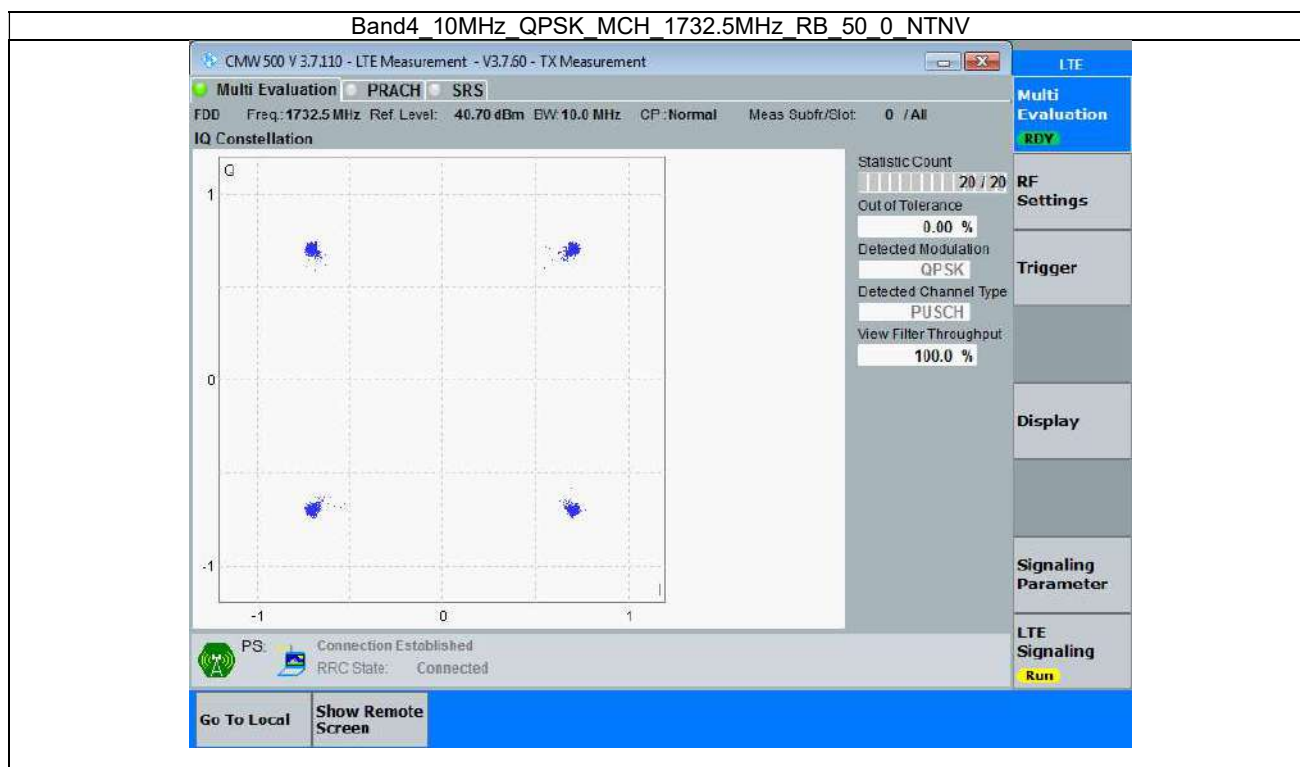 Band4_10MHz_QPSK_MCH_1732.5MHz_RB_50_0_NTNV
CMW 500 V 3.7.110 - LTE Measurement - V3.7.60 - TX Measurement
LTE
Multi Evaluation PRACH SRS
FDD Freq.: 1732.5 MHz Ref. Level: 40.70 dBm BW: 10.0 MHz CP: Normal Meas Subfr/Slot: 0 / All
IQ Constellation
Q
1
0
-1
-1 0 1
I
Statistic Count
20 / 20
Out of Tolerance
0.00 %
Detected Modulation
QPSK
Detected Channel Type
PUSCH
View Filter Throughput
100.0 %
Multi
Evaluation
RDY
RF
Settings
Trigger
Display
Signaling
Parameter
LTE
Signaling
Run
PS: Connection Established
RRC State: Connected
Go To Local
Show Remote
Screen